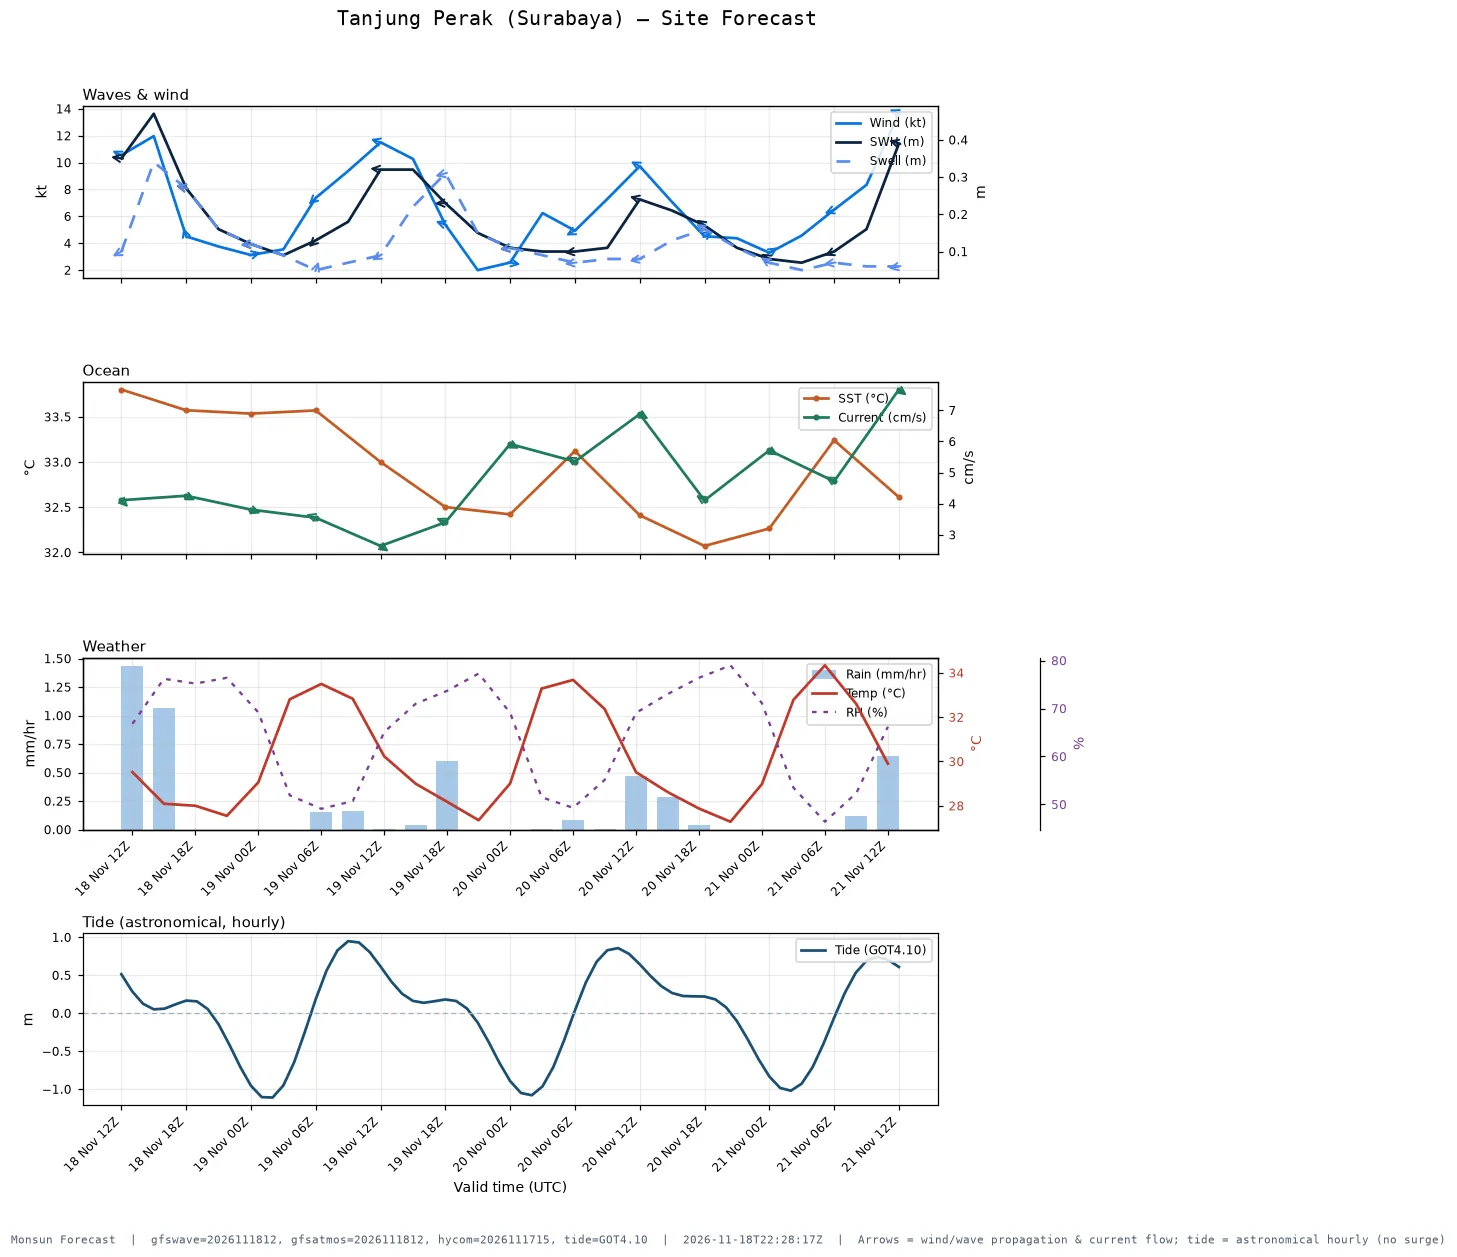 Tanjung Perak (Surabaya) — Site Forecast
Waves & wind
14
12
10
8
6
4
2
kt
Wind (kt)
SWH (m)
Swell (m)
0.4
0.3
0.2
0.1
m
Ocean
33.5
33.0
32.5
32.0
°C
SST (°C)
Current (cm/s)
7
6
5
4
3
cm/s
Weather
1.50
1.25
1.00
0.75
0.50
0.25
0.00
mm/hr
Rain (mm/hr)
Temp (°C)
RH (%)
34
32
30
28
°C
80
70
60
50
%
18 Nov 12Z
18 Nov 18Z
19 Nov 00Z
19 Nov 06Z
19 Nov 12Z
19 Nov 18Z
20 Nov 00Z
20 Nov 06Z
20 Nov 12Z
20 Nov 18Z
21 Nov 00Z
21 Nov 06Z
21 Nov 12Z
Tide (astronomical, hourly)
1.0
0.5
0.0
−0.5
−1.0
m
Tide (GOT4.10)
18 Nov 12Z
18 Nov 18Z
19 Nov 00Z
19 Nov 06Z
19 Nov 12Z
19 Nov 18Z
20 Nov 00Z
20 Nov 06Z
20 Nov 12Z
20 Nov 18Z
21 Nov 00Z
21 Nov 06Z
21 Nov 12Z
Valid time (UTC)
Monsun Forecast | gfswave=2026111812, gfsatmos=2026111812, hycom=2026111715, tide=GOT4.10 | 2026-11-18T22:28:17Z | Arrows = wind/wave propagation & current flow; tide = astronomical hourly (no surge)